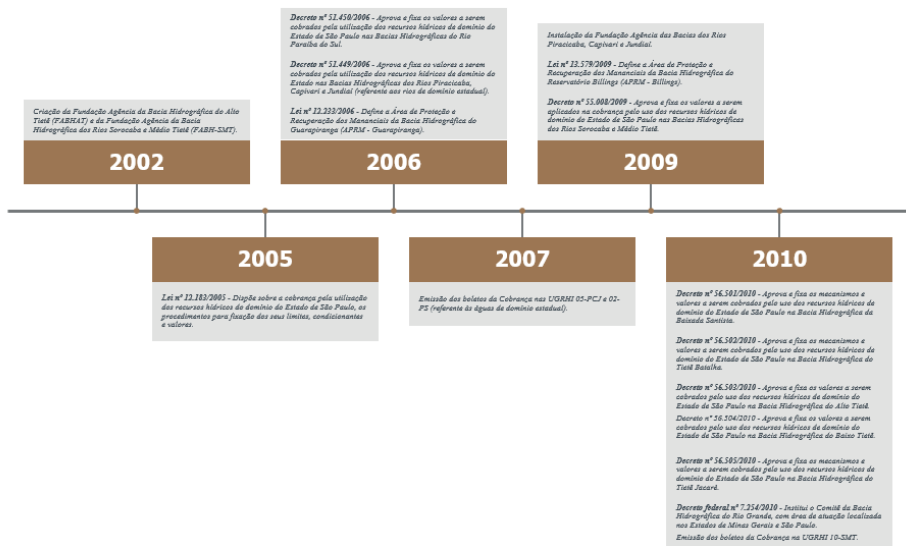 Criação da Fundação Agência da Bacia Hidrográfica do Alto
Tietê (FABHAT) e da Fundação Agência da Bacia
Hidrográfica dos Rios Sorocaba e Médio Tietê (FABH-SMT).
2002
Lei nº 12.183/2005 - Dispõe sobre a cobrança pela utilização
dos recursos hídricos do domínio do Estado de São Paulo, os
procedimentos para fixação dos seus limites, condicionantes
e valores.
2005
Decreto nº 51.450/2006 - Aprova e fixa os valores a serem
cobrados pela utilização dos recursos hídricos de domínio do
Estado de São Paulo nas Bacias Hidrográficas do Rio
Paraíba do Sul.
Decreto nº 51.449/2006 - Aprova e fixa os valores a serem
cobrados pela utilização dos recursos hídricos de domínio do
Estado nas Bacias Hidrográficas dos Rios Piracicaba,
Capivari e Jundiaí (referente aos rios de domínio estadual).
Lei nº 12.233/2006 - Define a Área de Proteção e
Recuperação dos Mananciais da Bacia Hidrográfica do
Guarapiranga (APRM - Guarapiranga).
2006
2007
Emissão dos boletos da Cobrança nas UGRHI 05-PCJ e 02-
PS (referente às águas de domínio estadual).
Instalação da Fundação Agência das Bacias dos Rios
Piracicaba, Capivari e Jundiaí.
Lei nº 13.579/2009 - Define a Área de Proteção e
Recuperação dos Mananciais da Bacia Hidrográfica do
Reservatório Billings (APRM - Billings).
Decreto nº 55.008/2009 - Aprova e fixa os valores a serem
aplicados na cobrança pelo uso dos recursos hídricos de
domínio do Estado de São Paulo nas Bacias Hidrográficas
dos Rios Sorocaba e Médio Tietê.
2009
2010
Decreto nº 56.501/2010 - Aprova e fixa os mecanismos e
valores a serem cobrados pelo uso dos recursos hídricos de
domínio do Estado de São Paulo na Bacia Hidrográfica da
Baixada Santista.
Decreto nº 56.502/2010 - Aprova e fixa os mecanismos e
valores a serem cobrados pelo uso dos recursos hídricos de
domínio do Estado de São Paulo na Bacia Hidrográfica do
Tietê Batalha.
Decreto nº 56.503/2010 - Aprova e fixa os valores a serem
cobrados pelo uso dos recursos hídricos de domínio do
Estado de São Paulo na Bacia Hidrográfica do Alto Tietê.
Decreto nº 56.504/2010 - Aprova e fixa os valores a serem
cobrados pelo uso dos recursos hídricos de domínio do
Estado de São Paulo na Bacia Hidrográfica do Baixo Tietê.
Decreto nº 56.505/2010 - Aprova e fixa os mecanismos e
valores a serem cobrados pelo uso dos recursos hídricos de
domínio do Estado de São Paulo na Bacia Hidrográfica do
Tietê Jacaré.
Decreto federal nº 7.254/2010 - Institui o Comitê da Bacia
Hidrográfica do Rio Grande, com área de atuação localizada
nos Estados de Minas Gerais e São Paulo.
Emissão dos boletos da Cobrança na UGRHI 10-SMT.